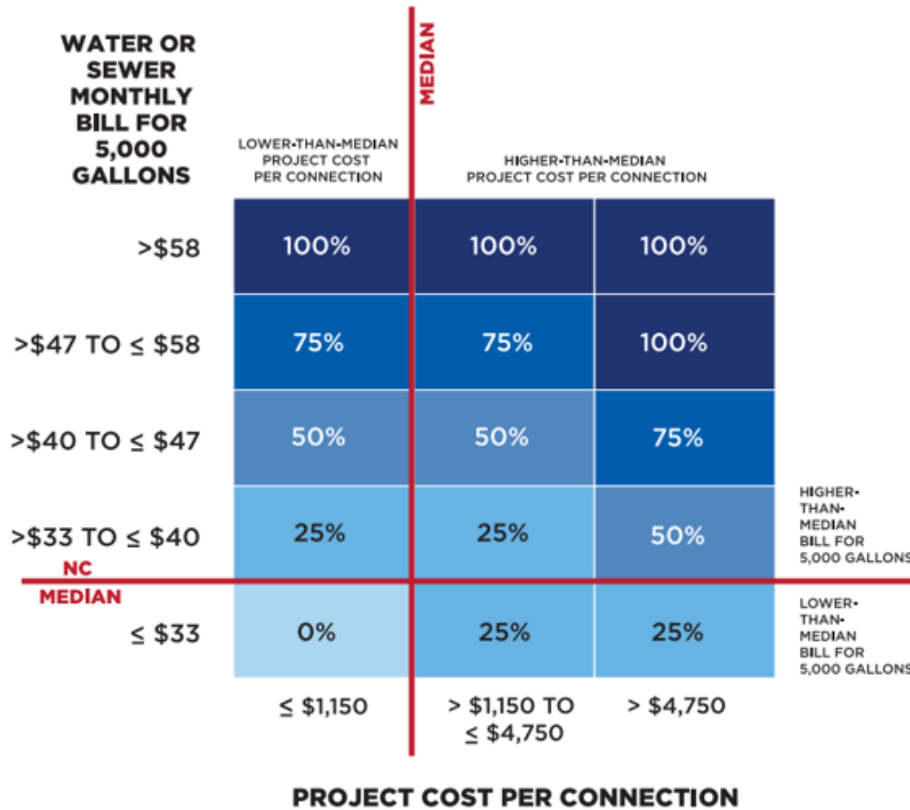 WATER OR
SEWER
MONTHLY
BILL FOR
5,000
GALLONS
MEDIAN
LOWER-THAN-MEDIAN
PROJECT COST
PER CONNECTION
HIGHER-THAN-MEDIAN
PROJECT COST PER CONNECTION
>$58 100% 100% 100%
>$47 TO ≤ $58 75% 75% 100%
>$40 TO ≤ $47 50% 50% 75%
>$33 TO ≤ $40 25% 25% 50%
HIGHER-
THAN-
MEDIAN
BILL FOR
5,000 GALLONS
NC
MEDIAN
≤ $33 0% 25% 25%
LOWER-
THAN-
MEDIAN
BILL FOR
5,000 GALLONS
≤ $1,150
> $1,150 TO
≤ $4,750
> $4,750
PROJECT COST PER CONNECTION